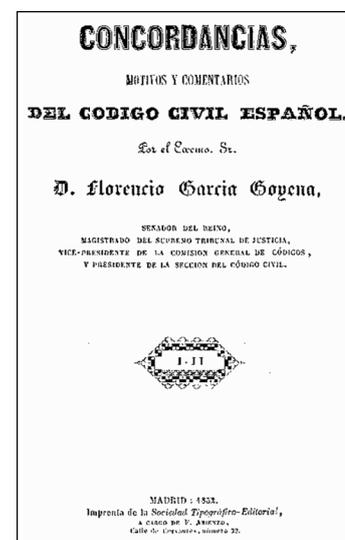 CONCORDANCIAS,
MOTIVOS Y COMENTARIOS
DEL CODIGO CIVIL ESPAÑOL.
Por el Excmo. Sr.
D. Florencio Garcia Goyena,
SENADOR DEL REINO,
MAGISTRADO DEL SUPREMO TRIBUNAL DE JUSTICIA,
VICE-PRESIDENTE DE LA COMISION GENERAL DE CÓDIGOS,
Y PRESIDENTE DE LA SECCION DEL CÓDIGO CIVIL.
I-II
MADRID: 1852.
Imprenta de la Sociedad Tipográfico-Editorial,
A CARGO DE F. ABIENZO,
Calle de Cervantes, número 32.